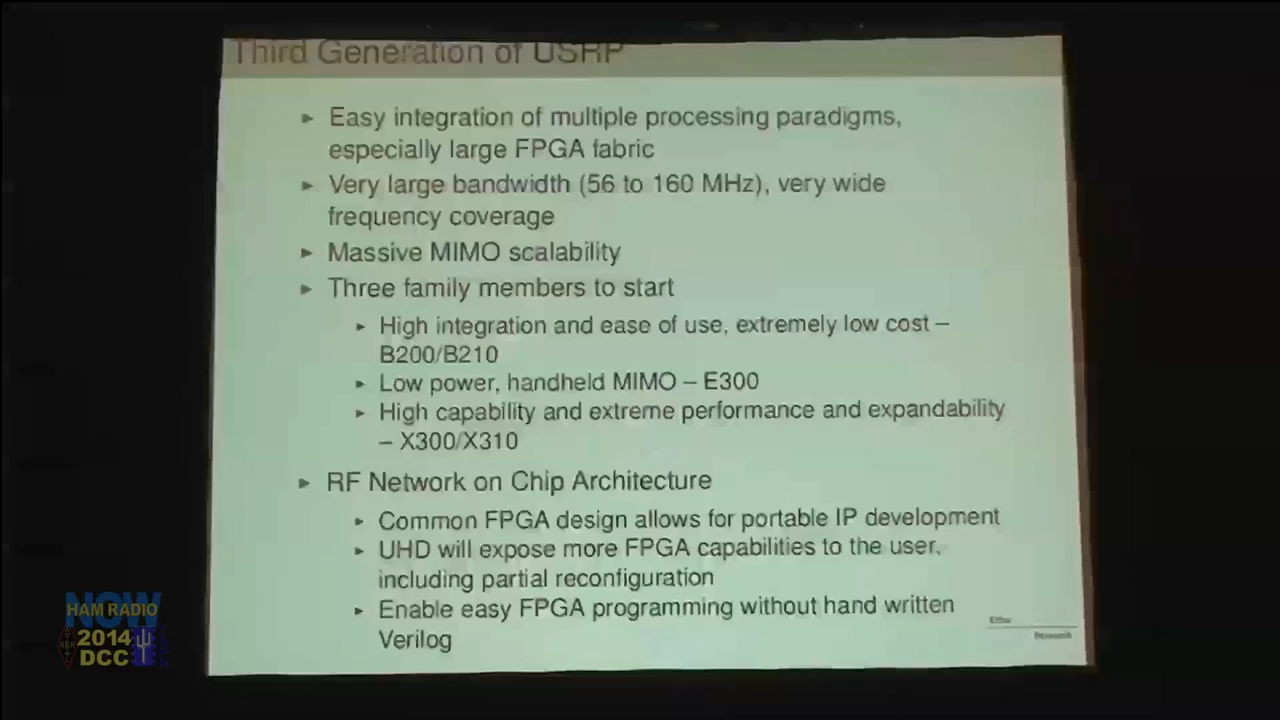 Third Generation of USRP
► Easy integration of multiple processing paradigms,
especially large FPGA fabric
► Very large bandwidth (56 to 160 MHz), very wide
frequency coverage
► Massive MIMO scalability
► Three family members to start
► High integration and ease of use, extremely low cost –
B200/B210
► Low power, handheld MIMO – E300
► High capability and extreme performance and expandability
– X300/X310
► RF Network on Chip Architecture
► Common FPGA design allows for portable IP development
► UHD will expose more FPGA capabilities to the user,
including partial reconfiguration
► Enable easy FPGA programming without hand written
Verilog
Ettus
Research
NOW
HAM RADIO
2014
DCC